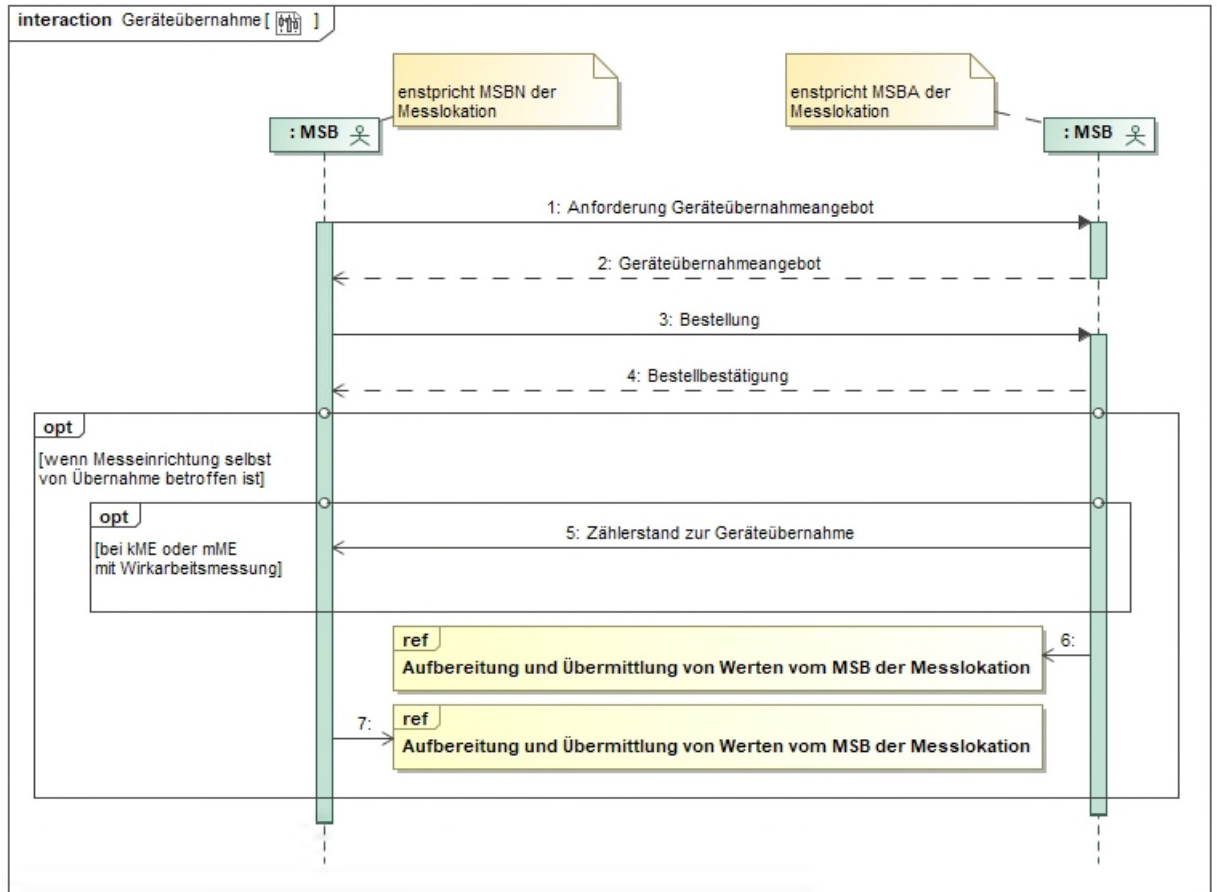 interaction Geräteübernahme[ ]
enstpricht MSBN der
Messlokation
enstpricht MSBA der
Messlokation
: MSB
: MSB
1: Anforderung Geräteübernahmeangebot
2: Geräteübernahmeangebot
3: Bestellung
4: Bestellbestätigung
opt
[wenn Messeinrichtung selbst
von Übernahme betroffen ist]
opt
5: Zählerstand zur Geräteübernahme
[bei kME oder mME
mit Wirkarbeitsmessung]
ref
6:
Aufbereitung und Übermittlung von Werten vom MSB der Messlokation
7:
ref
Aufbereitung und Übermittlung von Werten vom MSB der Messlokation